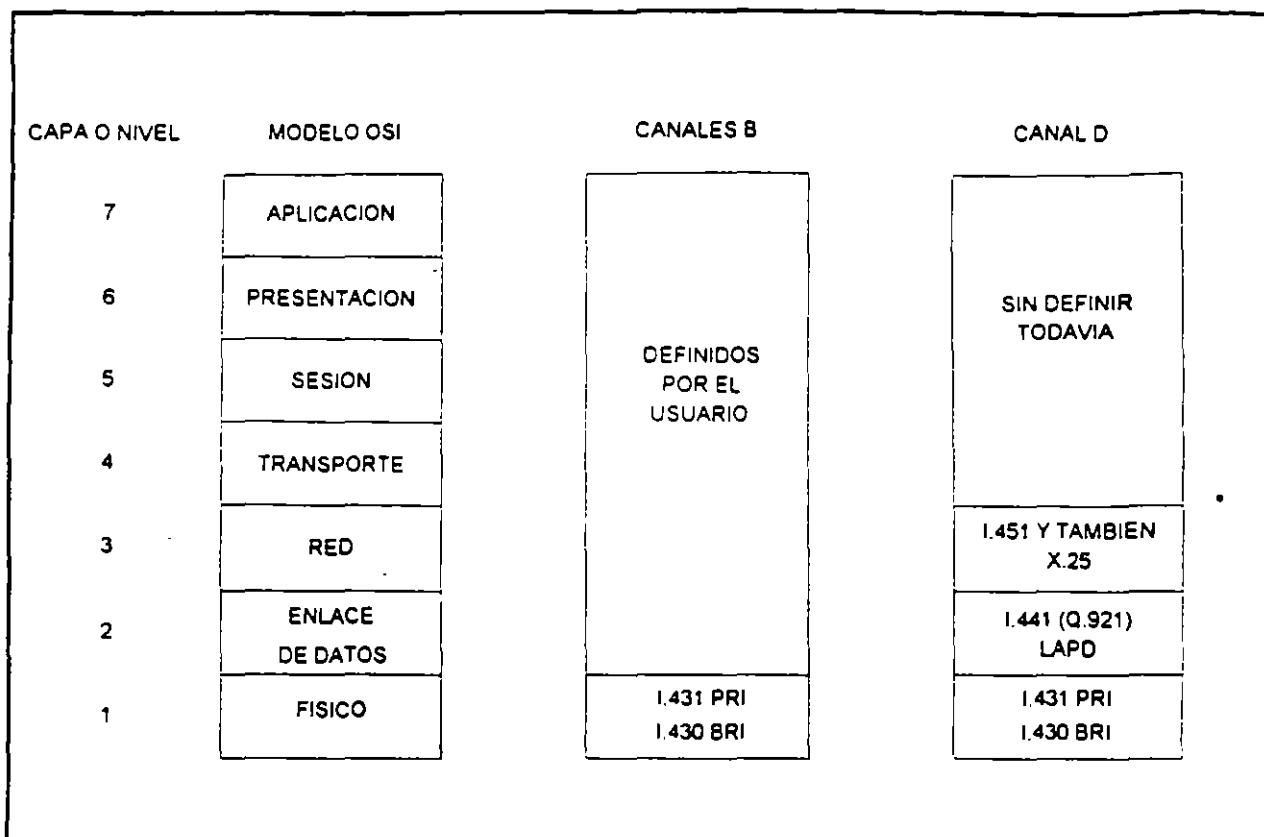 CAPA O NIVEL MODELO OSI CANALES B CANAL D
7 APLICACION
6 PRESENTACION
SIN DEFINIR
TODAVIA
5 SESION
DEFINIDOS
POR EL
USUARIO
4 TRANSPORTE
3 RED
I.451 Y TAMBIEN
X.25
2 ENLACE
DE DATOS
I.441 (Q.921)
LAPD
1 FISICO
I.431 PRI
I.430 BRI
I.431 PRI
I.430 BRI